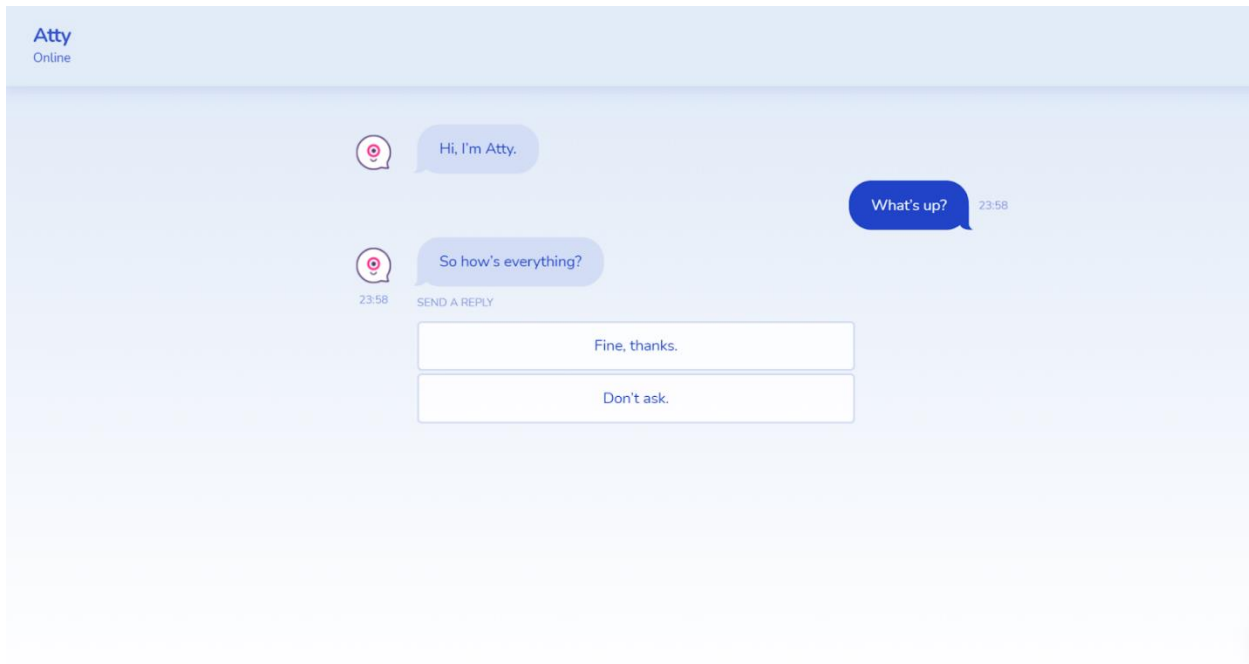 Atty
Online
Hi, I'm Atty.
What's up?
23:58
So how's everything?
23:58
SEND A REPLY
Fine, thanks.
Don't ask.